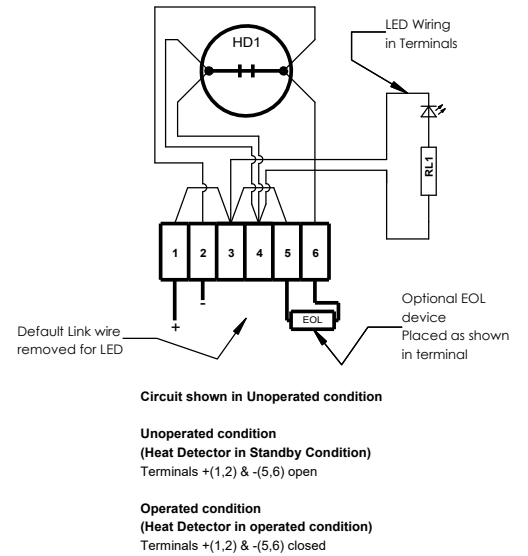 HD1
LED Wiring
in Terminals
RL1
1 2 3 4 5 6
+
-
EOL
Default Link wire
removed for LED
Optional EOL
device
Placed as shown
in terminal
Circuit shown in Unoperated condition
Unoperated condition
(Heat Detector in Standby Condition)
Terminals +(1,2) & -(5,6) open
Operated condition
(Heat Detector in operated condition)
Terminals +(1,2) & -(5,6) closed